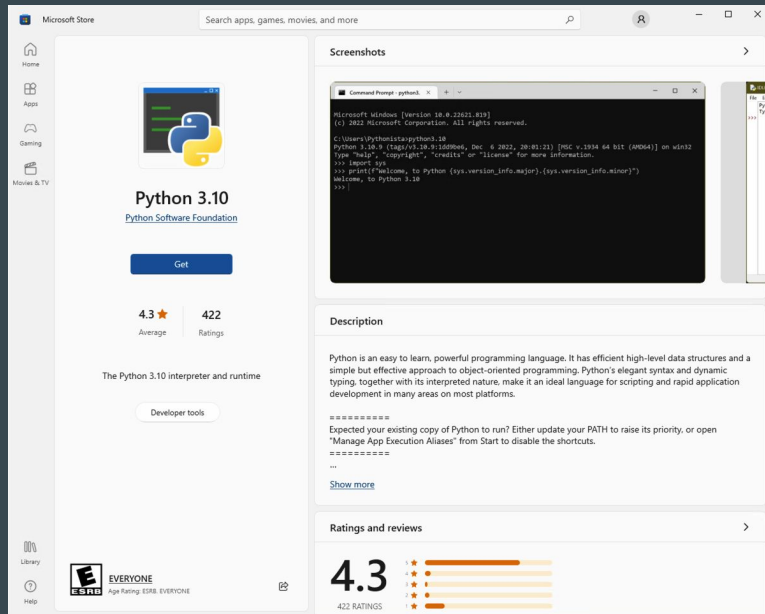 Microsoft Store
Search apps, games, movies, and more
Home
Apps
Gaming
Movies & TV
Library
Help
Python 3.10
Python Software Foundation
Get
4.3
Average
422
Ratings
The Python 3.10 interpreter and runtime
Developer tools
E
ESRB
EVERYONE
Age Rating: ESRB. EVERYONE
Screenshots
Command Prompt - python3.
Microsoft Windows [Version 10.0.22621.819]
(c) 2022 Microsoft Corporation. All rights reserved.
C:\Users\Pythonista>python3.10
Python 3.10.9 (tags/v3.10.9:1dd9be6, Dec  6 2022, 20:01:21) [MSC v.1934 64 bit (AMD64)] on win32
Type "help", "copyright", "credits" or "license" for more information.
>>> import sys
>>> print(f"Welcome, to Python {sys.version_info.major}.{sys.version_info.minor}")
Welcome, to Python 3.10
>>>
Description
Python is an easy to learn, powerful programming language. It has efficient high-level data structures and a
simple but effective approach to object-oriented programming. Python's elegant syntax and dynamic
typing, together with its interpreted nature, make it an ideal language for scripting and rapid application
development in many areas on most platforms.
==========
Expected your existing copy of Python to run? Either update your PATH to raise its priority, or open
"Manage App Execution Aliases" from Start to disable the shortcuts.
==========
...
Show more
Ratings and reviews
4.3
422 RATINGS
5
4
3
2
1